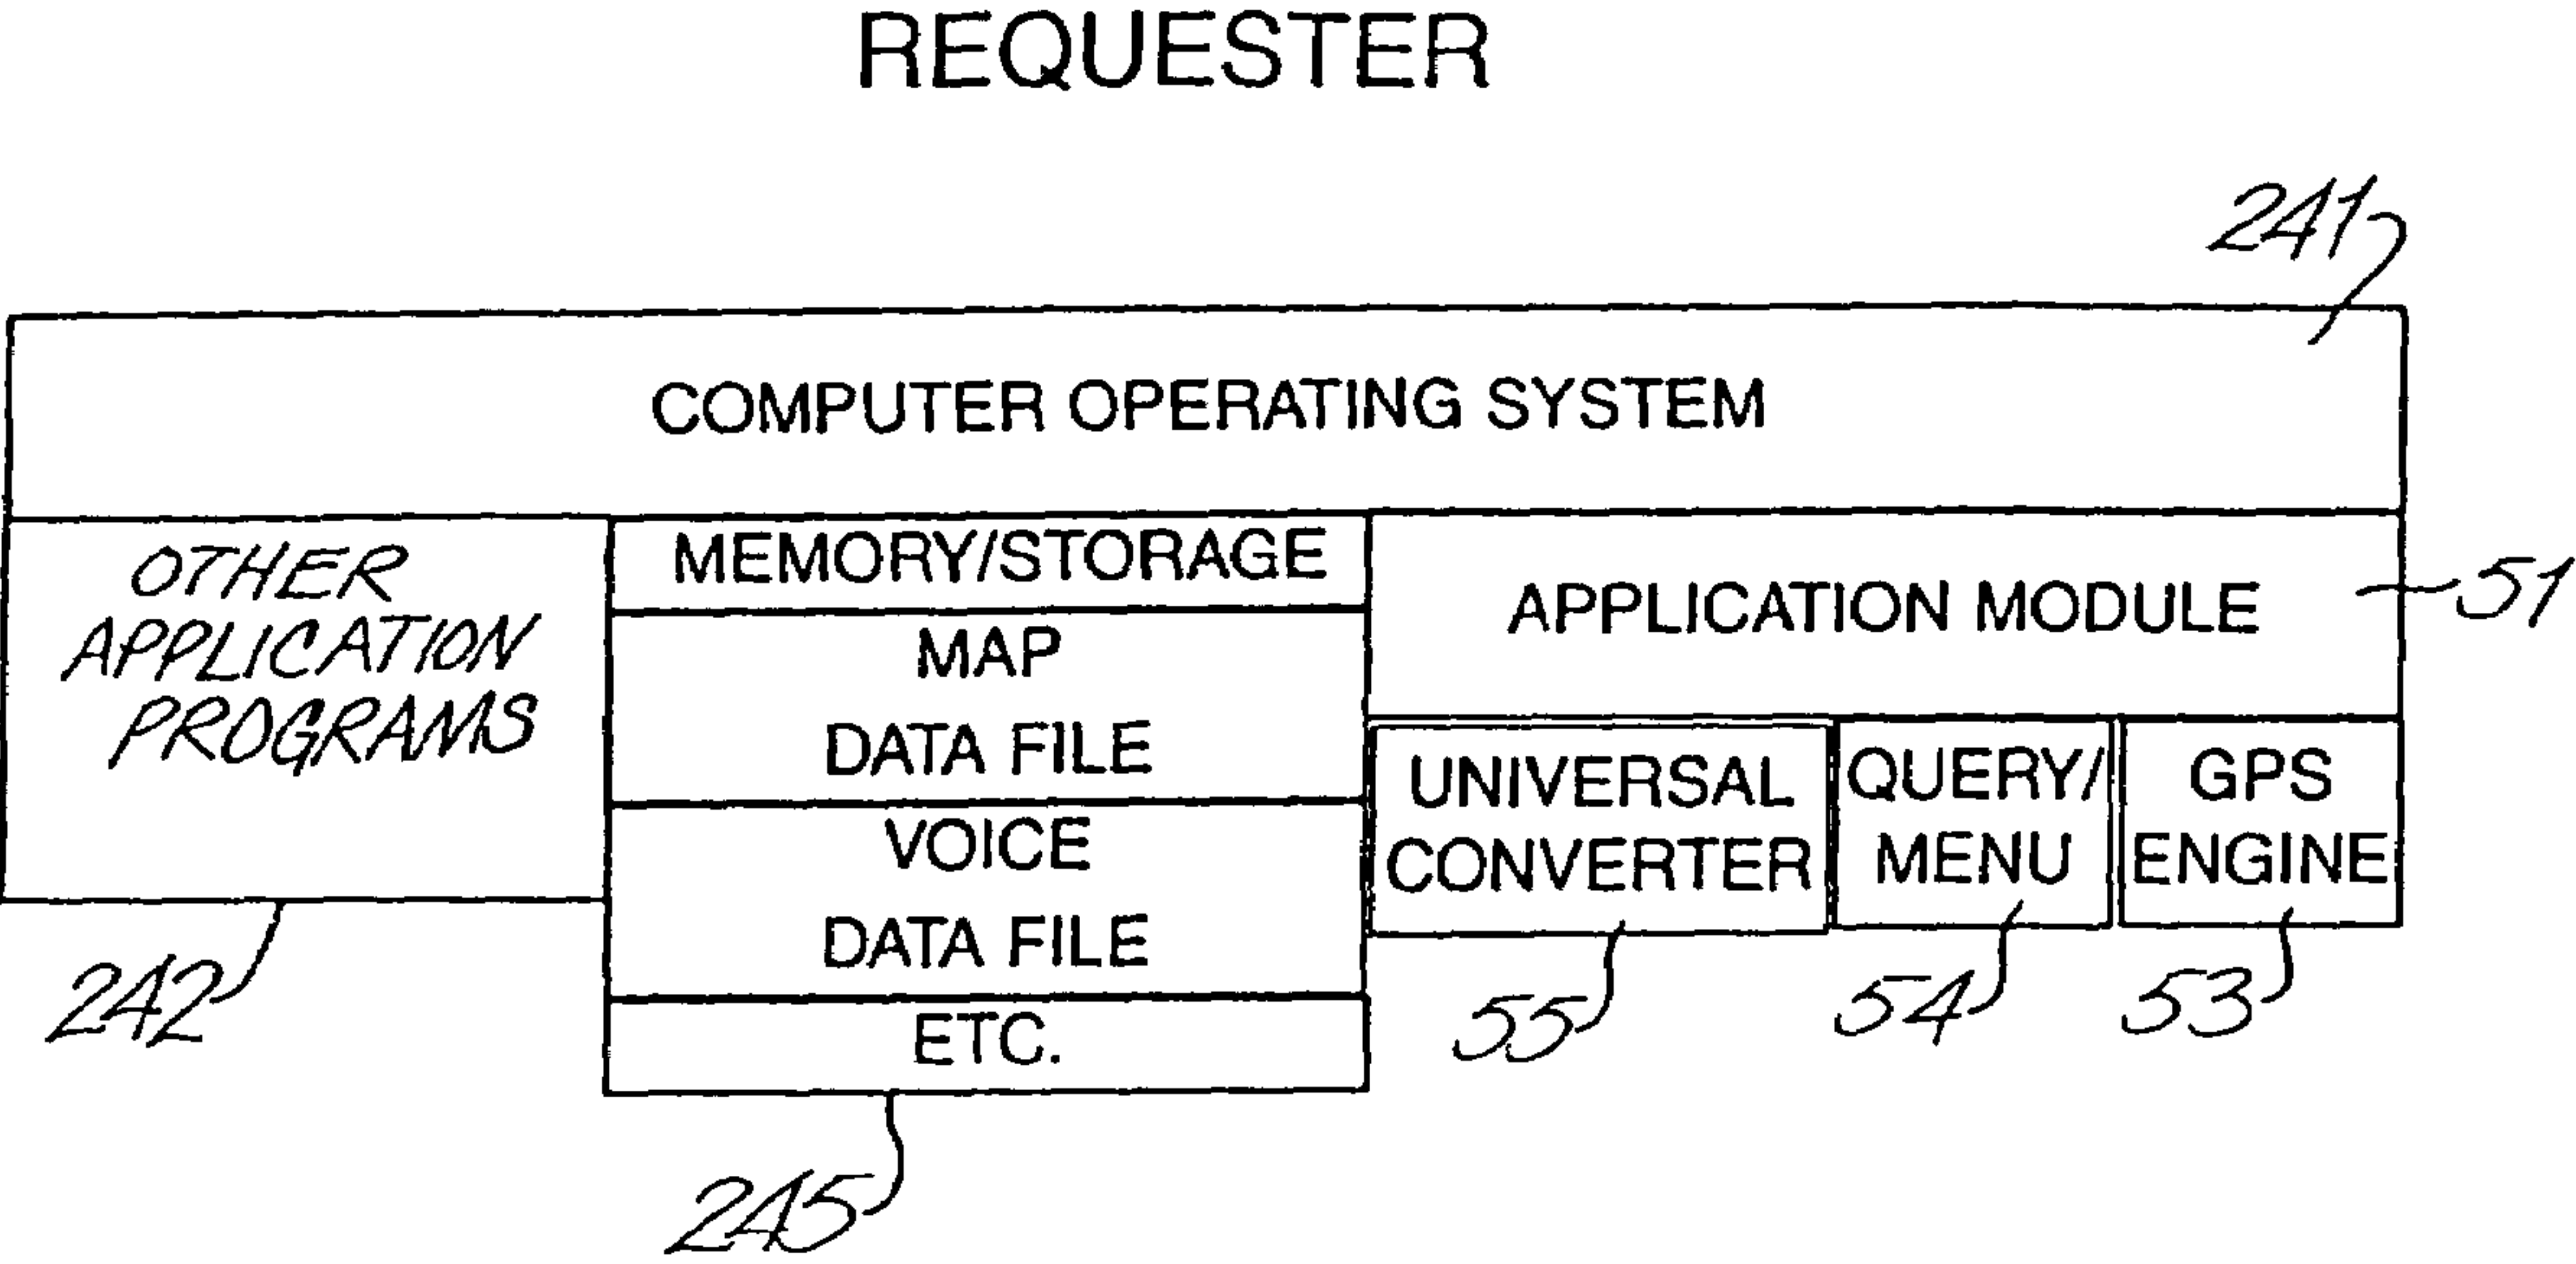 REQUESTER
241
COMPUTER OPERATING SYSTEM
OTHER
APPLICATION
PROGRAMS
MEMORY/STORAGE
MAP
DATA FILE
VOICE
DATA FILE
ETC.
APPLICATION MODULE
51
UNIVERSAL
CONVERTER
QUERY/
MENU
GPS
ENGINE
242
245
55
54
53